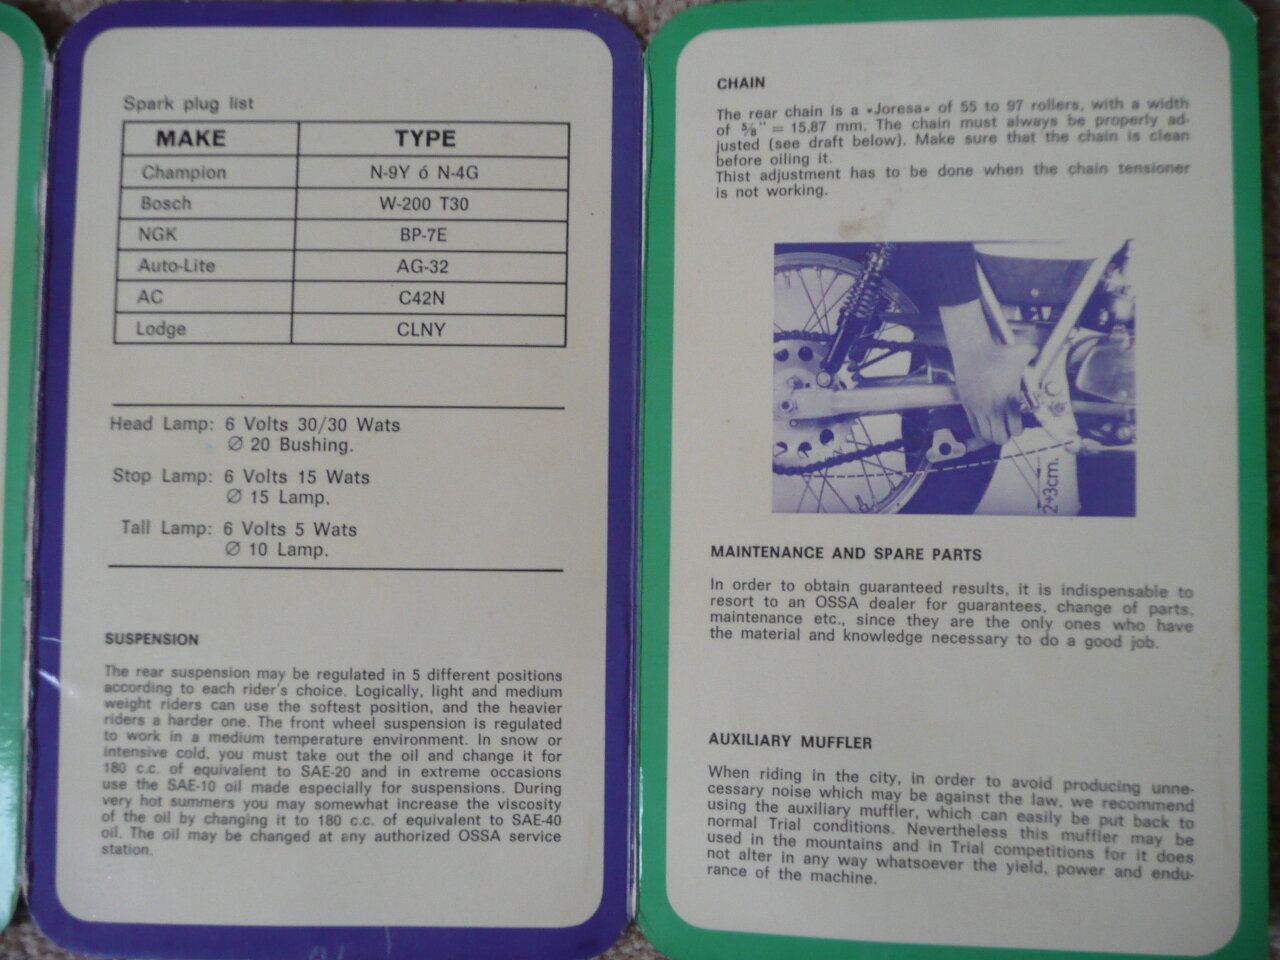 Spark plug list
MAKE TYPE
Champion N-9Y ó N-4G
Bosch W-200 T30
NGK BP-7E
Auto-Lite AG-32
AC C42N
Lodge CLNY
Head Lamp: 6 Volts 30/30 Wats
∅ 20 Bushing.
Stop Lamp: 6 Volts 15 Wats
∅ 15 Lamp.
Tall Lamp: 6 Volts 5 Wats
∅ 10 Lamp.
SUSPENSION
The rear suspension may be regulated in 5 different positions
according to each rider's choice. Logically, light and medium
weight riders can use the softest position, and the heavier
riders a harder one. The front wheel suspension is regulated
to work in a medium temperature environment. In snow or
intensive cold, you must take out the oil and change it for
180 c.c. of equivalent to SAE-20 and in extreme occasions
use the SAE-10 oil made especially for suspensions. During
very hot summers you may somewhat increase the viscosity
of the oil by changing it to 180 c.c. of equivalent to SAE-40
oil. The oil may be changed at any authorized OSSA service
station.
CHAIN
The rear chain is a «Joresa» of 55 to 97 rollers, with a width
of 5/8" = 15,87 mm. The chain must always be properly ad-
justed (see draft below). Make sure that the chain is clean
before oiling it.
Thist adjustment has to be done when the chain tensioner
is not working.
2÷3cm.
MAINTENANCE AND SPARE PARTS
In order to obtain guaranteed results, it is indispensable to
resort to an OSSA dealer for guarantees, change of parts,
maintenance etc., since they are the only ones who have
the material and knowledge necessary to do a good job.
AUXILIARY MUFFLER
When riding in the city, in order to avoid producing unne-
cessary noise which may be against the law, we recommend
using the auxiliary muffler, which can easily be put back to
normal Trial conditions. Nevertheless this muffler may be
used in the mountains and in Trial competitions for it does
not alter in any way whatsoever the yield, power and endu-
rance of the machine.